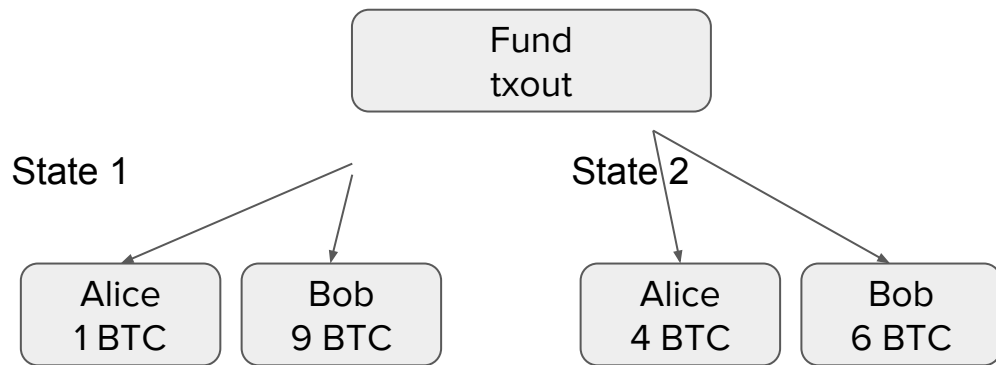 Fund
txout
State 1
State 2
Alice
1 BTC
Bob
9 BTC
Alice
4 BTC
Bob
6 BTC